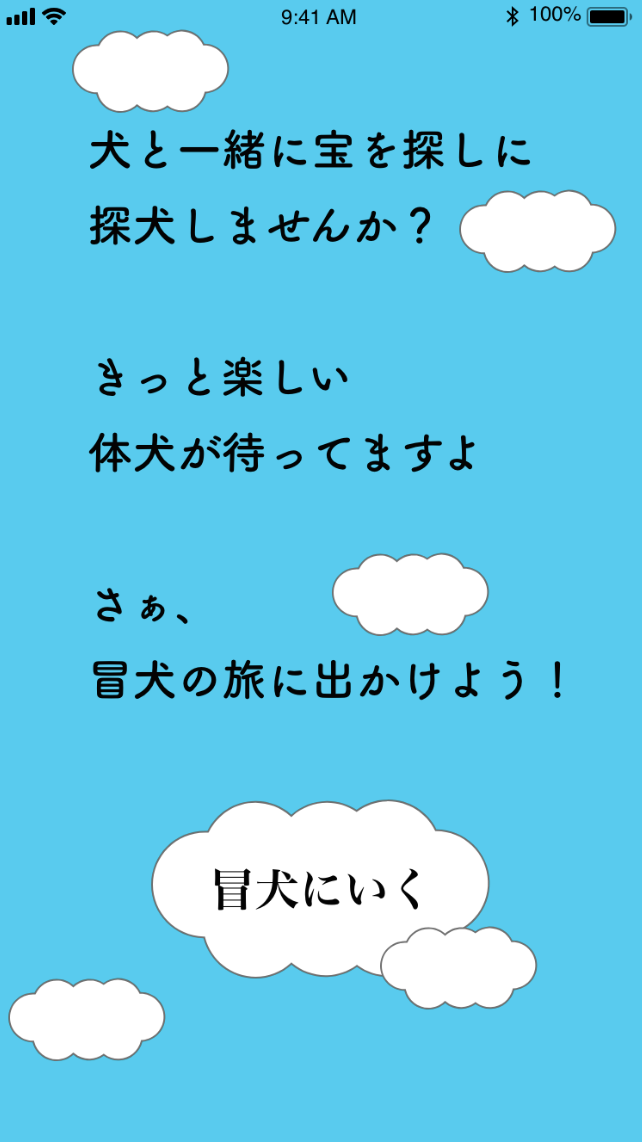 9:41 AM 100%
犬と一緒に宝を探しに
探犬しませんか？
きっと楽しい
体犬が待ってますよ
さぁ、
冒犬の旅に出かけよう！
冒犬にいく